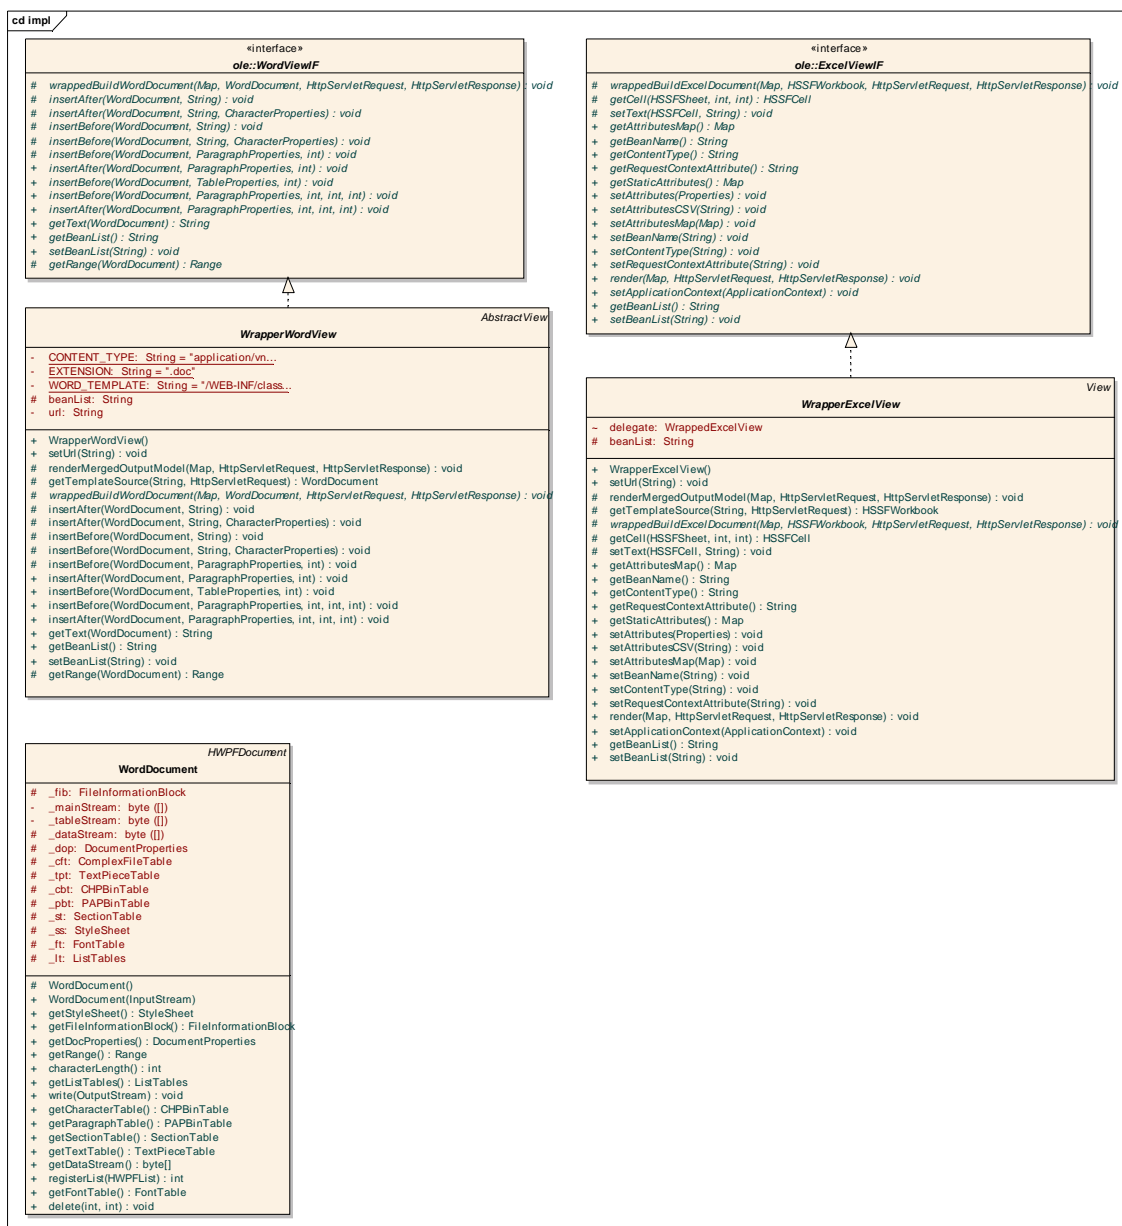 cd impl
«interface»
ole::WordViewIF
# wrappedBuildWordDocument(Map, WordDocument, HttpServletRequest, HttpServletResponse) : void
# insertAfter(WordDocument, String) : void
# insertAfter(WordDocument, String, CharacterProperties) : void
# insertBefore(WordDocument, String) : void
# insertBefore(WordDocument, String, CharacterProperties) : void
# insertBefore(WordDocument, ParagraphProperties, int) : void
+ insertAfter(WordDocument, ParagraphProperties, int) : void
+ insertBefore(WordDocument, TableProperties, int) : void
+ insertBefore(WordDocument, ParagraphProperties, int, int, int) : void
+ insertAfter(WordDocument, ParagraphProperties, int, int, int) : void
+ getText(WordDocument) : String
+ getBeanList() : String
+ setBeanList(String) : void
# getRange(WordDocument) : Range
«interface»
ole::ExcelViewIF
# wrappedBuildExcelDocument(Map, HSSFWorkbook, HttpServletRequest, HttpServletResponse) : void
# getCell(HSSFSheet, int, int) : HSSFCell
# setText(HSSFCell, String) : void
+ getAttributesMap() : Map
+ getBeanName() : String
+ getContentType() : String
+ getRequestContextAttribute() : String
+ getStaticAttributes() : Map
+ setAttributes(Properties) : void
+ setAttributesCSV(String) : void
+ setAttributesMap(Map) : void
+ setBeanName(String) : void
+ setContentType(String) : void
+ setRequestContextAttribute(String) : void
+ render(Map, HttpServletRequest, HttpServletResponse) : void
+ setApplicationContext(ApplicationContext) : void
+ getBeanList() : String
+ setBeanList(String) : void
AbstractView
WrapperWordView
- CONTENT_TYPE: String = "application/vn...
- EXTENSION: String = ".doc"
- WORD_TEMPLATE: String = "/WEB-INF/class...
# beanList: String
- url: String
+ WrapperWordView()
+ setUrl(String) : void
# renderMergedOutputModel(Map, HttpServletRequest, HttpServletResponse) : void
# getTemplateSource(String, HttpServletRequest) : WordDocument
# wrappedBuildWordDocument(Map, WordDocument, HttpServletRequest, HttpServletResponse) : void
# insertAfter(WordDocument, String) : void
# insertAfter(WordDocument, String, CharacterProperties) : void
# insertBefore(WordDocument, String) : void
# insertBefore(WordDocument, String, CharacterProperties) : void
# insertBefore(WordDocument, ParagraphProperties, int) : void
+ insertAfter(WordDocument, ParagraphProperties, int) : void
+ insertBefore(WordDocument, TableProperties, int) : void
+ insertBefore(WordDocument, ParagraphProperties, int, int, int) : void
+ insertAfter(WordDocument, ParagraphProperties, int, int, int) : void
+ getText(WordDocument) : String
+ getBeanList() : String
+ setBeanList(String) : void
# getRange(WordDocument) : Range
View
WrapperExcelView
~ delegate: WrappedExcelView
# beanList: String
+ WrapperExcelView()
+ setUrl(String) : void
# renderMergedOutputModel(Map, HttpServletRequest, HttpServletResponse) : void
# getTemplateSource(String, HttpServletRequest) : HSSFWorkbook
# wrappedBuildExcelDocument(Map, HSSFWorkbook, HttpServletRequest, HttpServletResponse) : void
# getCell(HSSFSheet, int, int) : HSSFCell
# setText(HSSFCell, String) : void
+ getAttributesMap() : Map
+ getBeanName() : String
+ getContentType() : String
+ getRequestContextAttribute() : String
+ getStaticAttributes() : Map
+ setAttributes(Properties) : void
+ setAttributesCSV(String) : void
+ setAttributesMap(Map) : void
+ setBeanName(String) : void
+ setContentType(String) : void
+ setRequestContextAttribute(String) : void
+ render(Map, HttpServletRequest, HttpServletResponse) : void
+ setApplicationContext(ApplicationContext) : void
+ getBeanList() : String
+ setBeanList(String) : void
HWPFDocument
WordDocument
# _fib: FileInformationBlock
- _mainStream: byte ([])
- _tableStream: byte ([])
# _dataStream: byte ([])
# _dop: DocumentProperties
# _cft: ComplexFileTable
# _tpt: TextPieceTable
# _cbt: CHPBinTable
# _pbt: PAPBinTable
# _st: SectionTable
# _ss: StyleSheet
# _ft: FontTable
# _lt: ListTables
# WordDocument()
+ WordDocument(InputStream)
+ getStyleSheet() : StyleSheet
+ getFileInformationBlock() : FileInformationBlock
+ getDocProperties() : DocumentProperties
+ getRange() : Range
+ characterLength() : int
+ getListTables() : ListTables
+ write(OutputStream) : void
+ getCharacterTable() : CHPBinTable
+ getParagraphTable() : PAPBinTable
+ getSectionTable() : SectionTable
+ getTextTable() : TextPieceTable
+ getDataStream() : byte[]
+ registerList(HWPFList) : int
+ getFontTable() : FontTable
+ delete(int, int) : void